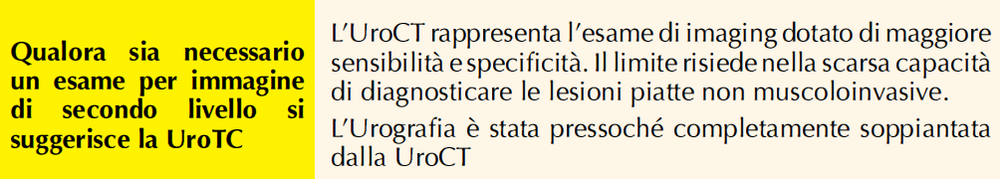 Qualora sia necessario
un esame per immagine
di secondo livello si
suggerisce la UroTC
L'UroCT rappresenta l'esame di imaging dotato di maggiore
sensibilità e specificità. Il limite risiede nella scarsa capacità
di diagnosticare le lesioni piatte non muscoloinvasive.
L'Urografia è stata pressoché completamente soppiantata
dalla UroCT